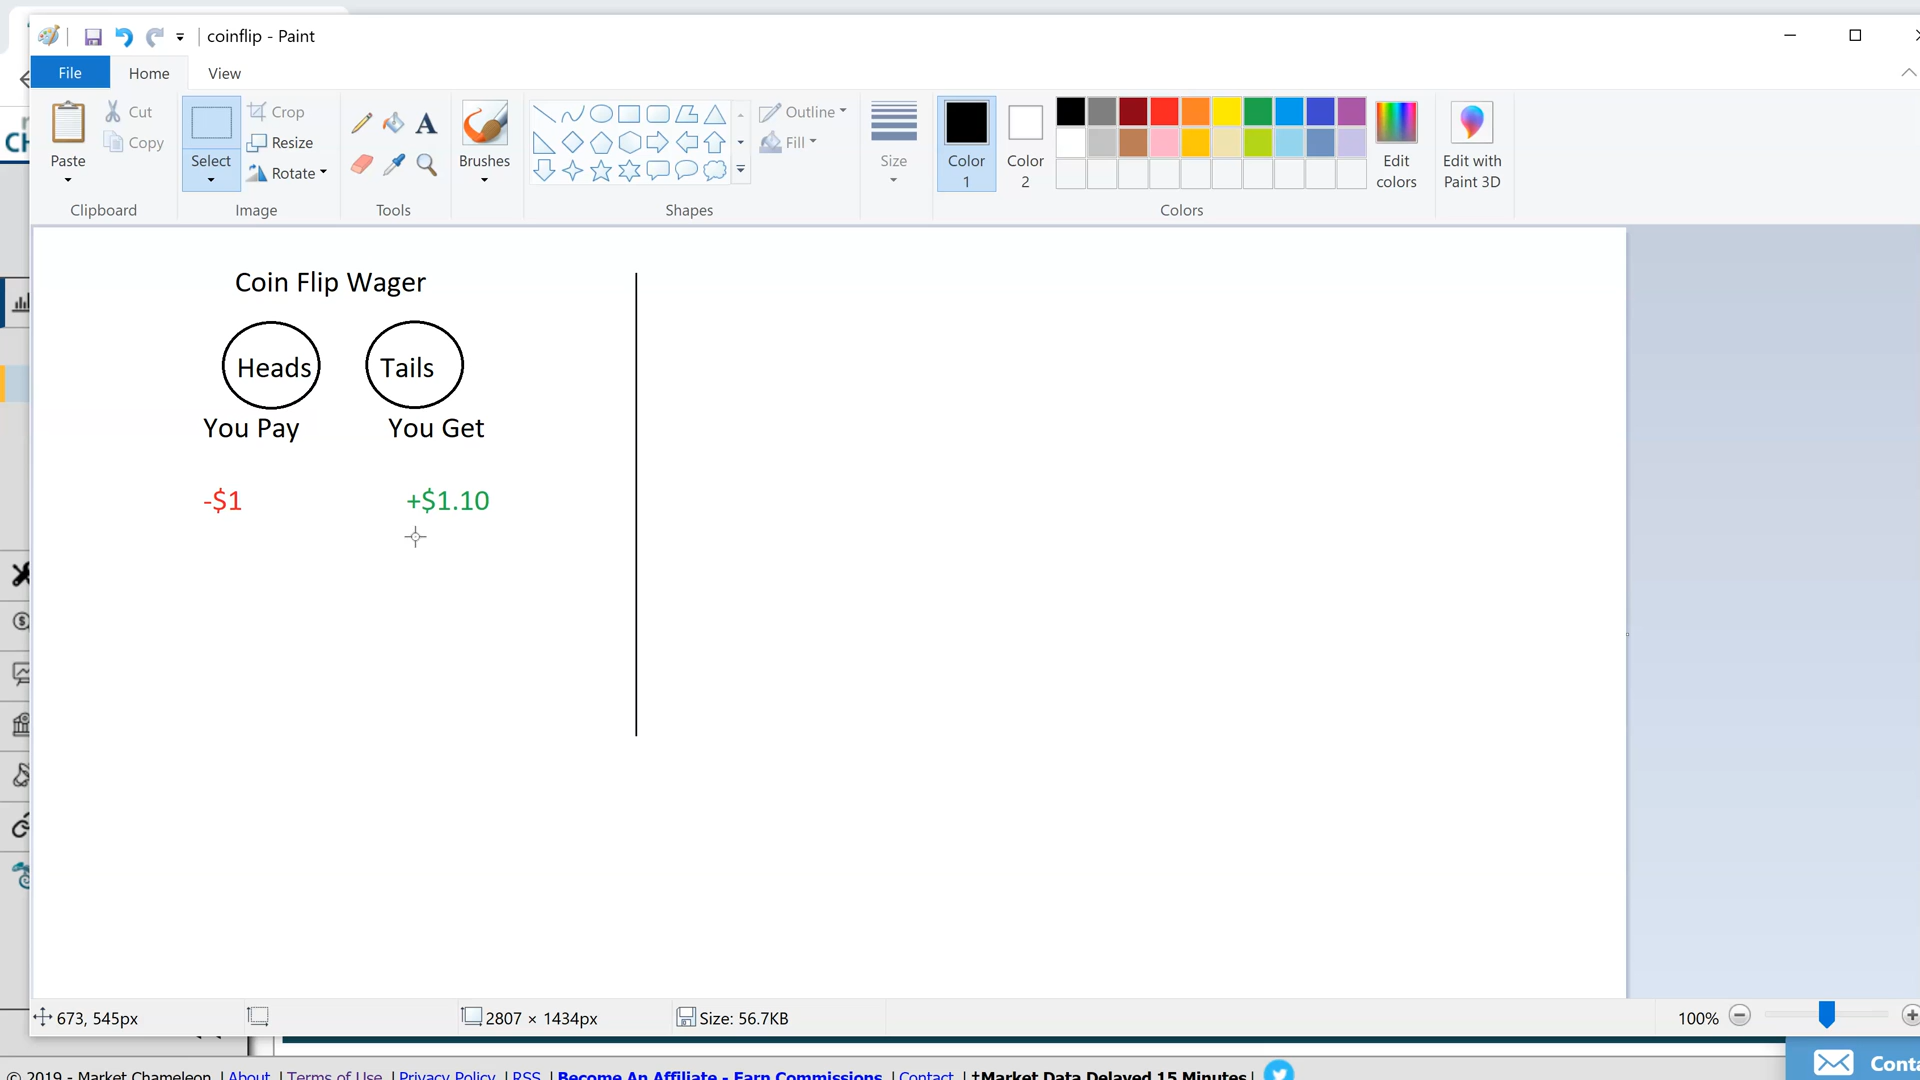 coinflip - Paint
File Home View
Paste
Cut
Copy
Clipboard
Select
Crop
Resize
Rotate
Image
Tools
Brushes
Shapes
Outline
Fill
Size
Color 1
Color 2
Edit colors
Edit with Paint 3D
Colors
Coin Flip Wager
Heads Tails
You Pay You Get
-$1 +$1.10
673, 545px
2807 × 1434px
Size: 56.7KB
100%
© 2019 - Market Chameleon | About | Terms of Use | Privacy Policy | RSS | Become An Affiliate - Earn Commissions | Contact | ‡Market Data Delayed 15 Minutes |